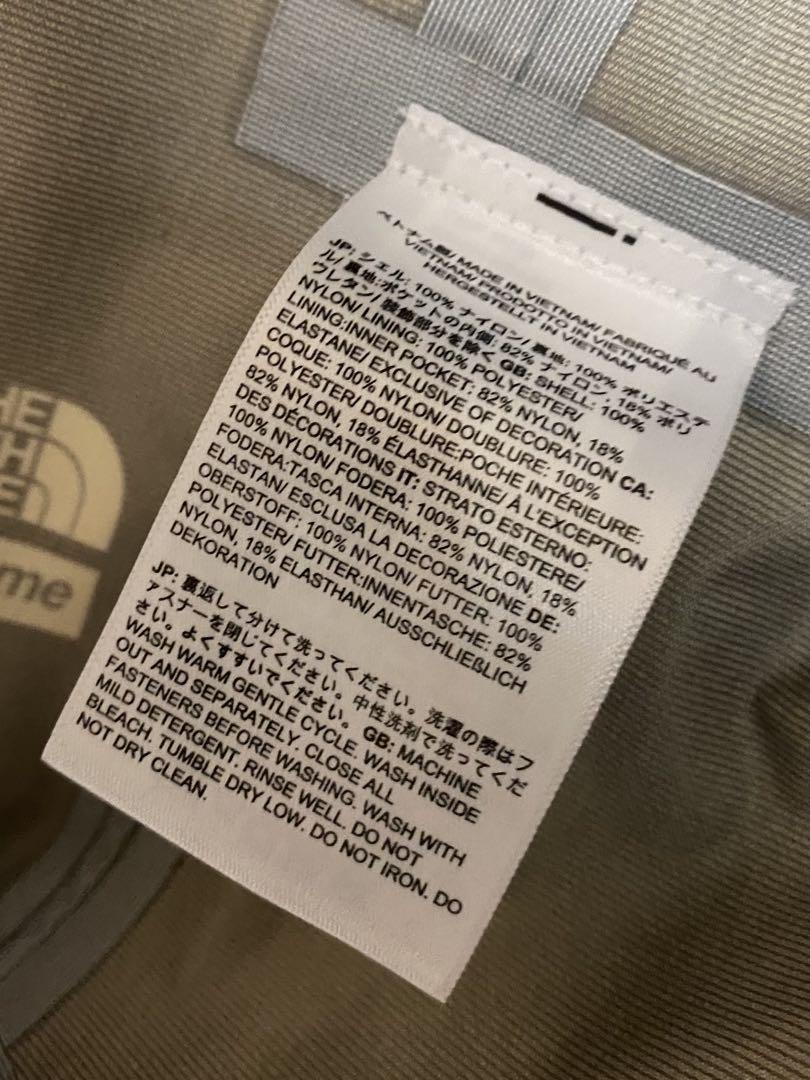 ベトナム製/ MADE IN VIETNAM/ FABRIQUÉ AU
VIETNAM/ PRODOTTO IN VIETNAM/
HERGESTELLT IN VIETNAM
JP: シェル: 100% ナイロン/ 裏地: 100% ポリエステ
ル/ 裏地:ポケットの内側: 82% ナイロン, 18% ポリ
ウレタン/ 装飾部分を除く GB: SHELL: 100%
NYLON/ LINING: 100% POLYESTER/
LINING:INNER POCKET: 82% NYLON, 18%
ELASTANE/ EXCLUSIVE OF DECORATION CA:
COQUE: 100% NYLON/ DOUBLURE: 100%
POLYESTER/ DOUBLURE:POCHE INTÉRIEURE:
82% NYLON, 18% ÉLASTHANNE/ À L'EXCEPTION
DES DÉCORATIONS IT: STRATO ESTERNO:
100% NYLON/ FODERA: 100% POLIESTERE/
FODERA:TASCA INTERNA: 82% NYLON, 18%
ELASTAN/ ESCLUSA LA DECORAZIONE DE:
OBERSTOFF: 100% NYLON/ FUTTER: 100%
POLYESTER/ FUTTER:INNENTASCHE: 82%
NYLON, 18% ELASTHAN/ AUSSCHLIEßLICH
DEKORATION
JP: 裏返して分けて洗ってください。洗濯の際はフ
ァスナーを閉じてください。中性洗剤で洗ってくだ
さい。よくすすいでください。 GB: MACHINE
WASH WARM GENTLE CYCLE. WASH INSIDE
OUT AND SEPARATELY. CLOSE ALL
FASTENERS BEFORE WASHING. WASH WITH
MILD DETERGENT. RINSE WELL. DO NOT
BLEACH. TUMBLE DRY LOW. DO NOT IRON. DO
NOT DRY CLEAN.
HE
HE
E
me